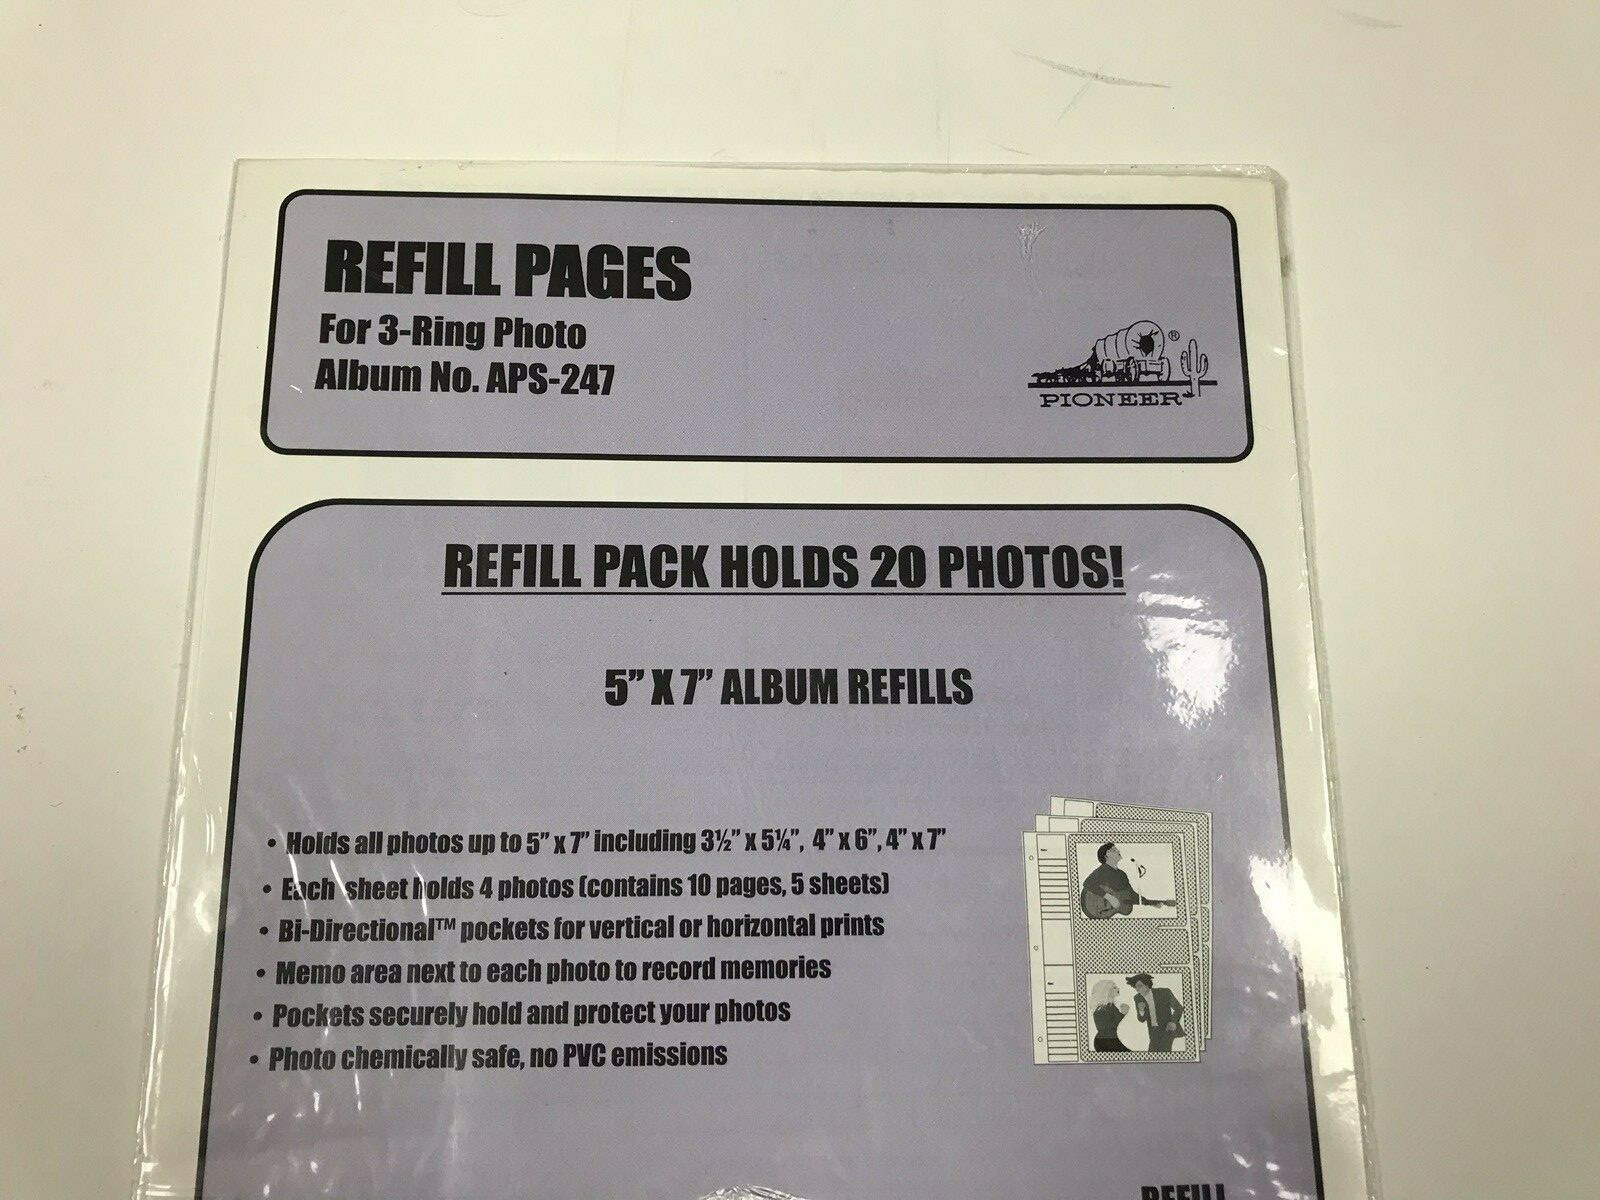 REFILL PAGES
For 3-Ring Photo
Album No. APS-247
®
PIONEER
REFILL PACK HOLDS 20 PHOTOS!
5” X 7” ALBUM REFILLS
• Holds all photos up to 5” x 7” including 3½” x 5¼”, 4” x 6”, 4” x 7”
• Each sheet holds 4 photos (contains 10 pages, 5 sheets)
• Bi-Directional™ pockets for vertical or horizontal prints
• Memo area next to each photo to record memories
• Pockets securely hold and protect your photos
• Photo chemically safe, no PVC emissions
REFILL